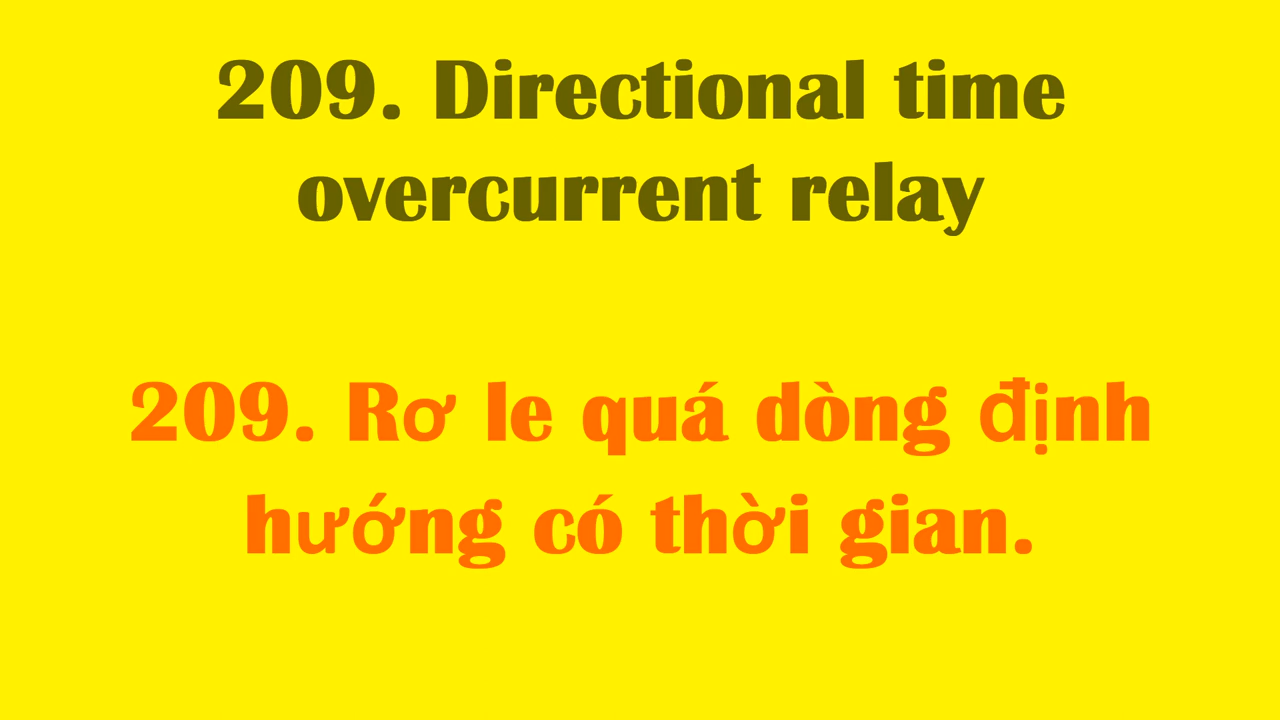 209. Directional time
overcurrent relay
209. Rơ le quá dòng định
hướng có thời gian.